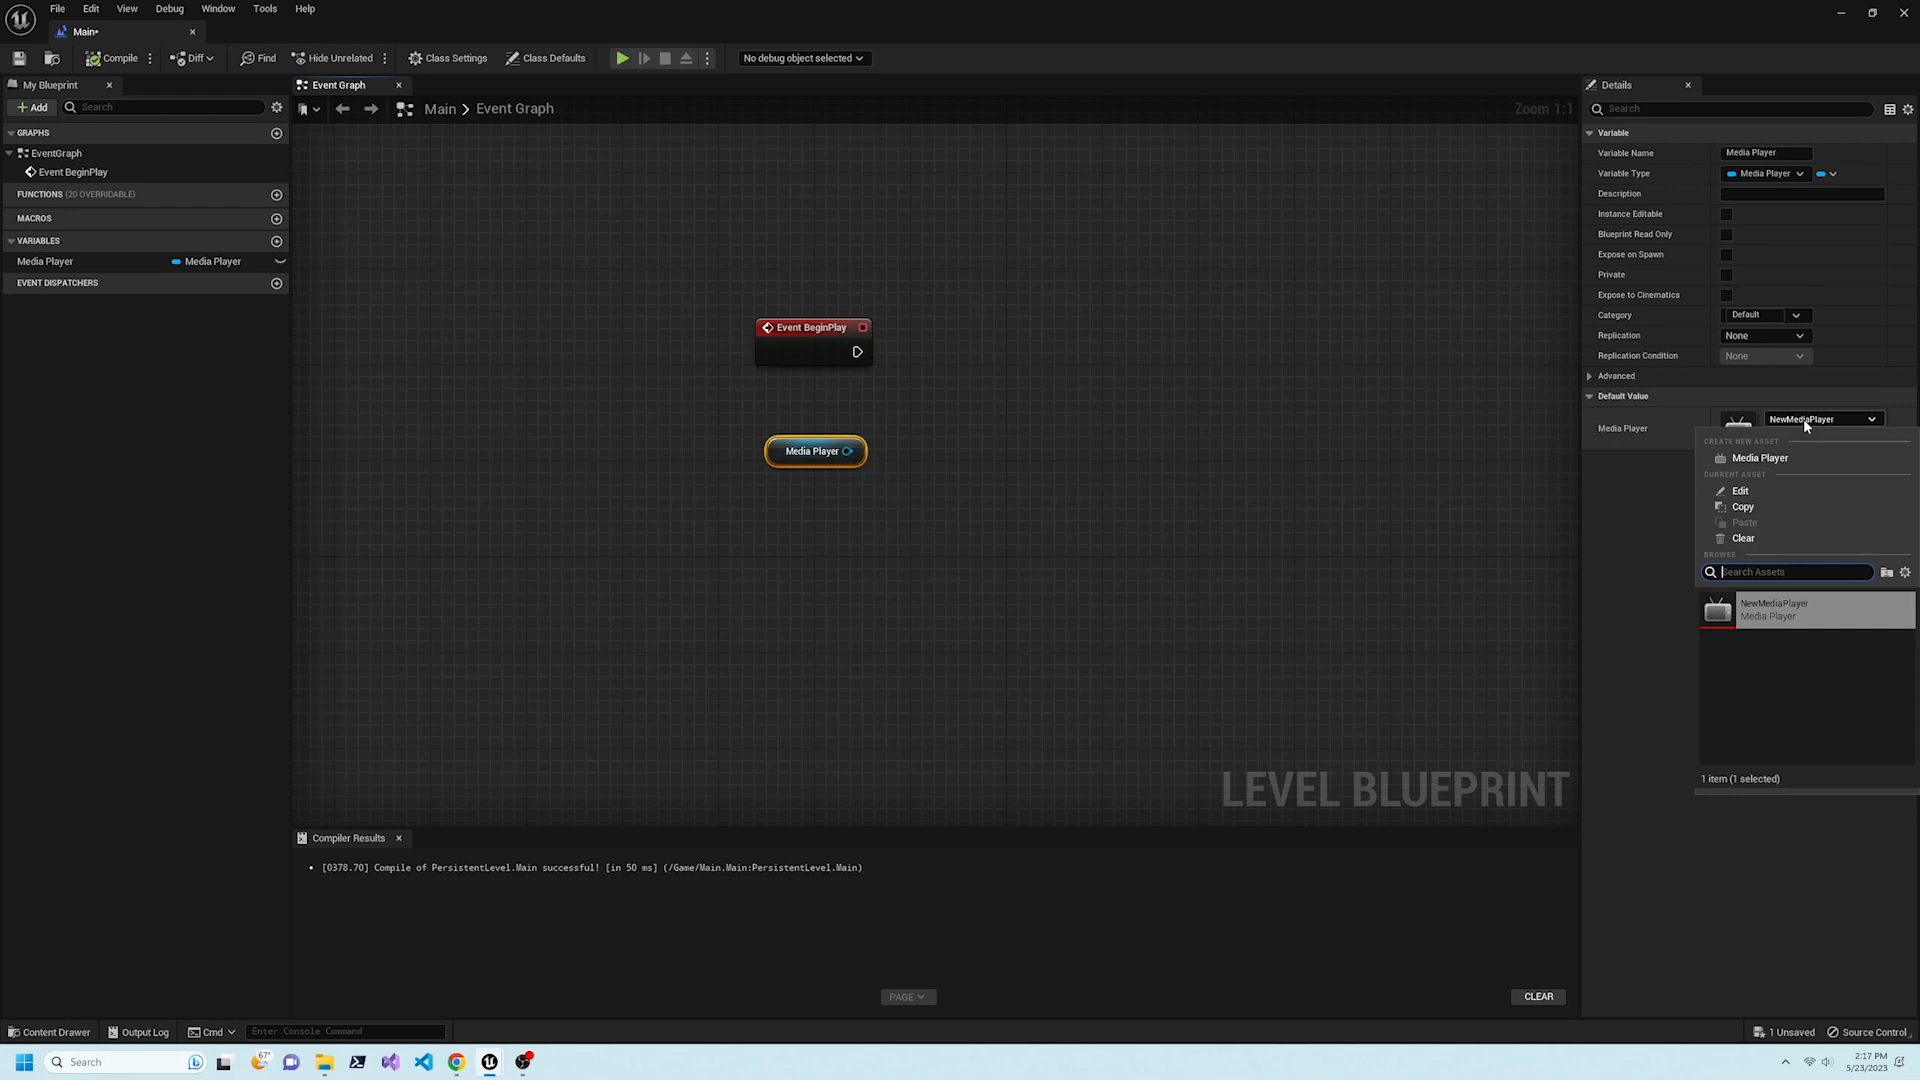 File Edit View Debug Window Tools Help
Main*
Compile Diff Find Hide Unrelated Class Settings Class Defaults No debug object selected
My Blueprint
Add Search
GRAPHS
EventGraph
Event BeginPlay
FUNCTIONS (20 OVERRIDABLE)
MACROS
VARIABLES
Media Player Media Player
EVENT DISPATCHERS
Event Graph
Main > Event Graph
Zoom 1:1
Event BeginPlay
Media Player
LEVEL BLUEPRINT
Compiler Results
[0378.70] Compile of PersistentLevel.Main successful! [in 50 ms] (/Game/Main.Main:PersistentLevel.Main)
PAGE
CLEAR
Details
Search
Variable
Variable Name Media Player
Variable Type Media Player
Description
Instance Editable
Blueprint Read Only
Expose on Spawn
Private
Expose to Cinematics
Category Default
Replication None
Replication Condition None
Advanced
Default Value
Media Player NewMediaPlayer
CREATE NEW ASSET
Media Player
CURRENT ASSET
Edit
Copy
Paste
Clear
BROWSE
Search Assets
NewMediaPlayer
Media Player
1 item (1 selected)
Content Drawer Output Log Cmd Enter Console Command
1 Unsaved Source Control
Search
67°
2:17 PM
5/23/2023